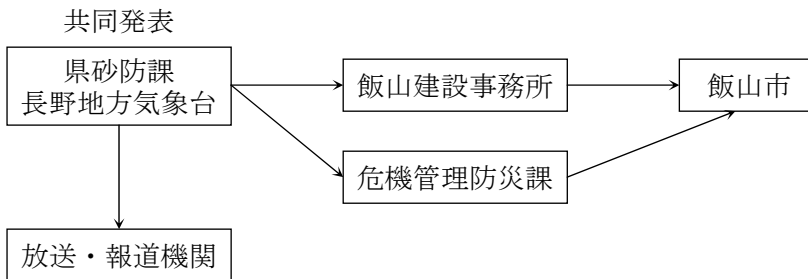 共同発表
県砂防課
長野地方気象台
飯山建設事務所
飯山市
危機管理防災課
放送・報道機関